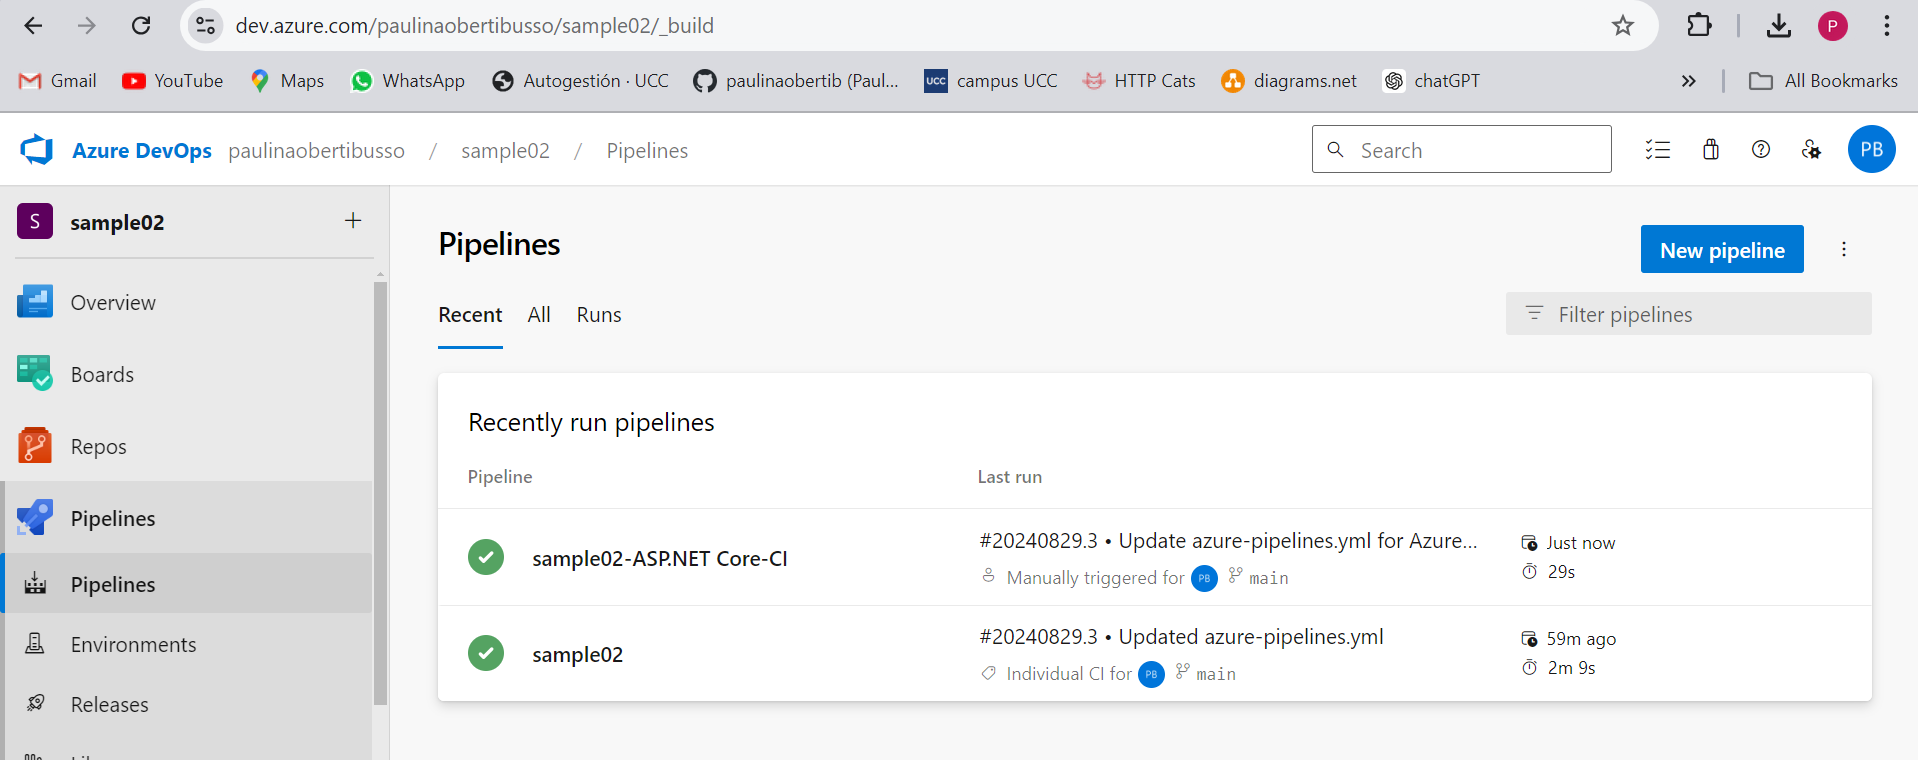 dev.azure.com/paulinaobertibusso/sample02/_build
P
Gmail YouTube Maps WhatsApp Autogestión · UCC paulinaobertib (Paul... UCC campus UCC HTTP Cats diagrams.net chatGPT » All Bookmarks
Azure DevOps paulinaobertibusso / sample02 / Pipelines
Search
PB
S sample02
Overview
Boards
Repos
Pipelines
Pipelines
Environments
Releases
Pipelines
New pipeline
Recent All Runs
Filter pipelines
Recently run pipelines
Pipeline Last run
sample02-ASP.NET Core-CI
#20240829.3 • Update azure-pipelines.yml for Azure...
Manually triggered for PB main
Just now
29s
sample02
#20240829.3 • Updated azure-pipelines.yml
Individual CI for PB main
59m ago
2m 9s